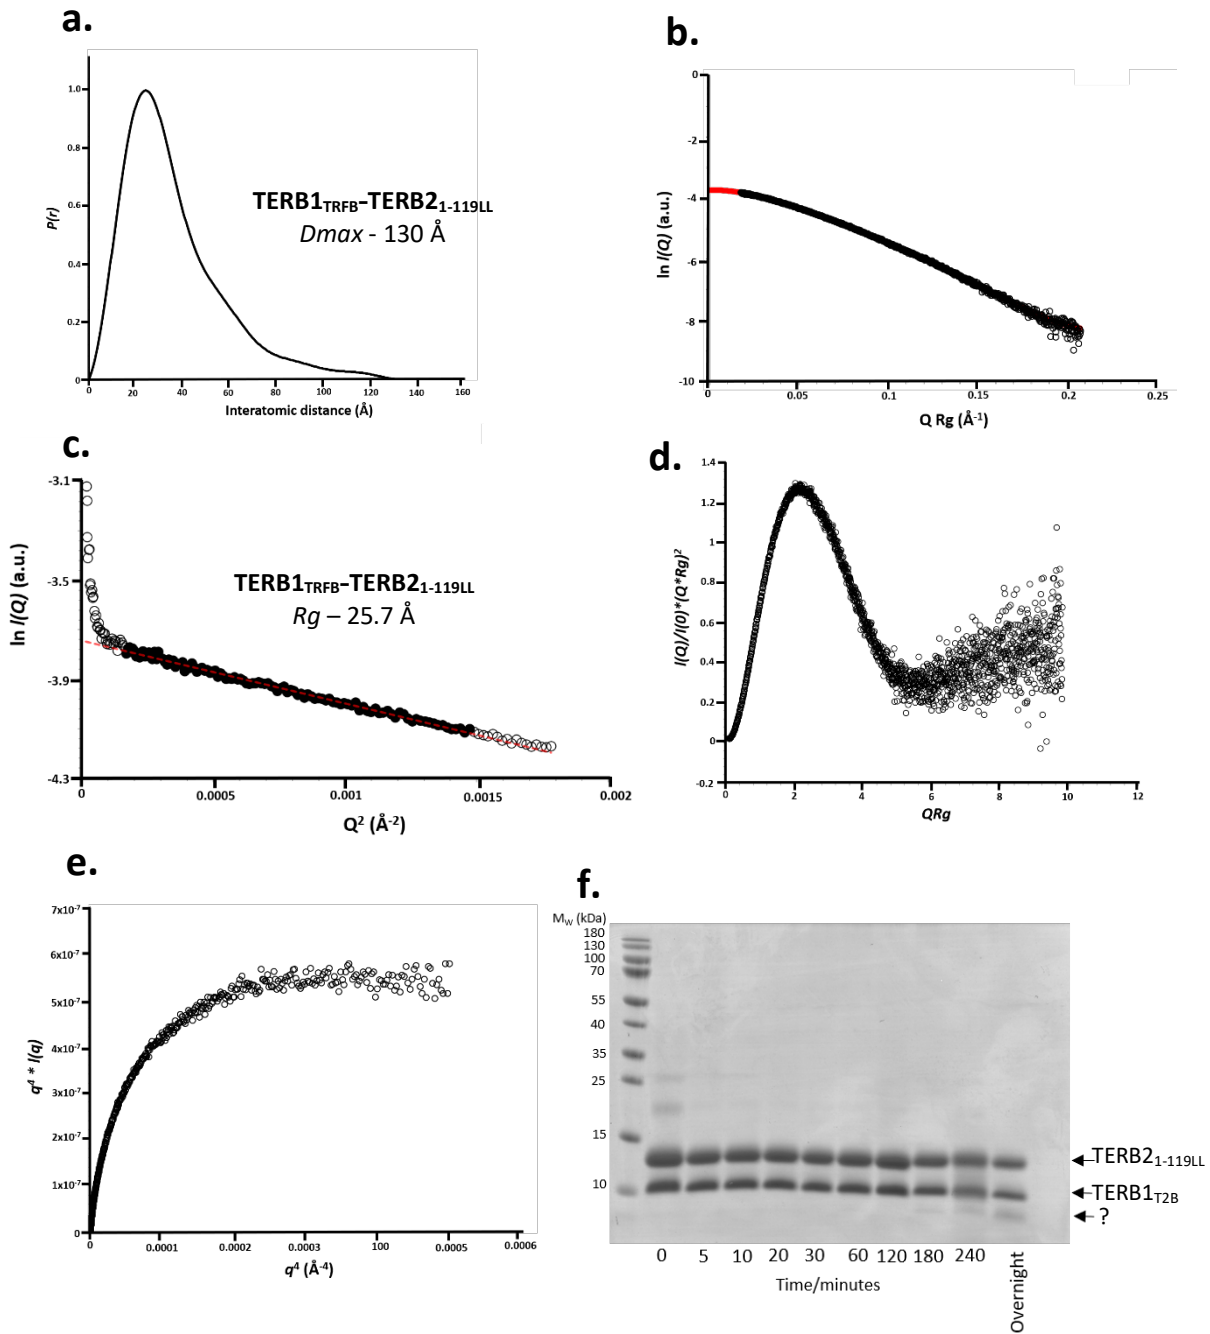 a.
1.0
0.8
0.6
0.4
0.2
0
P(r)
TERB1TRFB-TERB21-119LL
Dmax - 130 Å
0 20 40 60 80 100 120 140 160
Interatomic distance (Å)
b.
0
-2
-4
-6
-8
-10
ln I(Q) (a.u.)
0 0.05 0.1 0.15 0.2 0.25
Q Rg (Å-1)
c.
-3.1
-3.5
-3.9
-4.3
ln I(Q) (a.u.)
TERB1TRFB-TERB21-119LL
Rg – 25.7 Å
0 0.0005 0.001 0.0015 0.002
Q2 (Å-2)
d.
1.4
1.2
1
0.8
0.6
0.4
0.2
0
-0.2
I(Q)/I(0)*(Q*Rg)2
0 2 4 6 8 10 12
QRg
e.
7x10-7
6x10-7
5x10-7
4x10-7
3x10-7
2x10-7
1x10-7
0
q4 * I(q)
0 0.0001 0.0002 0.0003 100 0.0005 0.0006
q4 (Å-4)
f.
MW (kDa)
180
130
100
70
55
40
35
25
15
10
TERB21-119LL
TERB1T2B
?
0 5 10 20 30 60 120 180 240 Overnight
Time/minutes